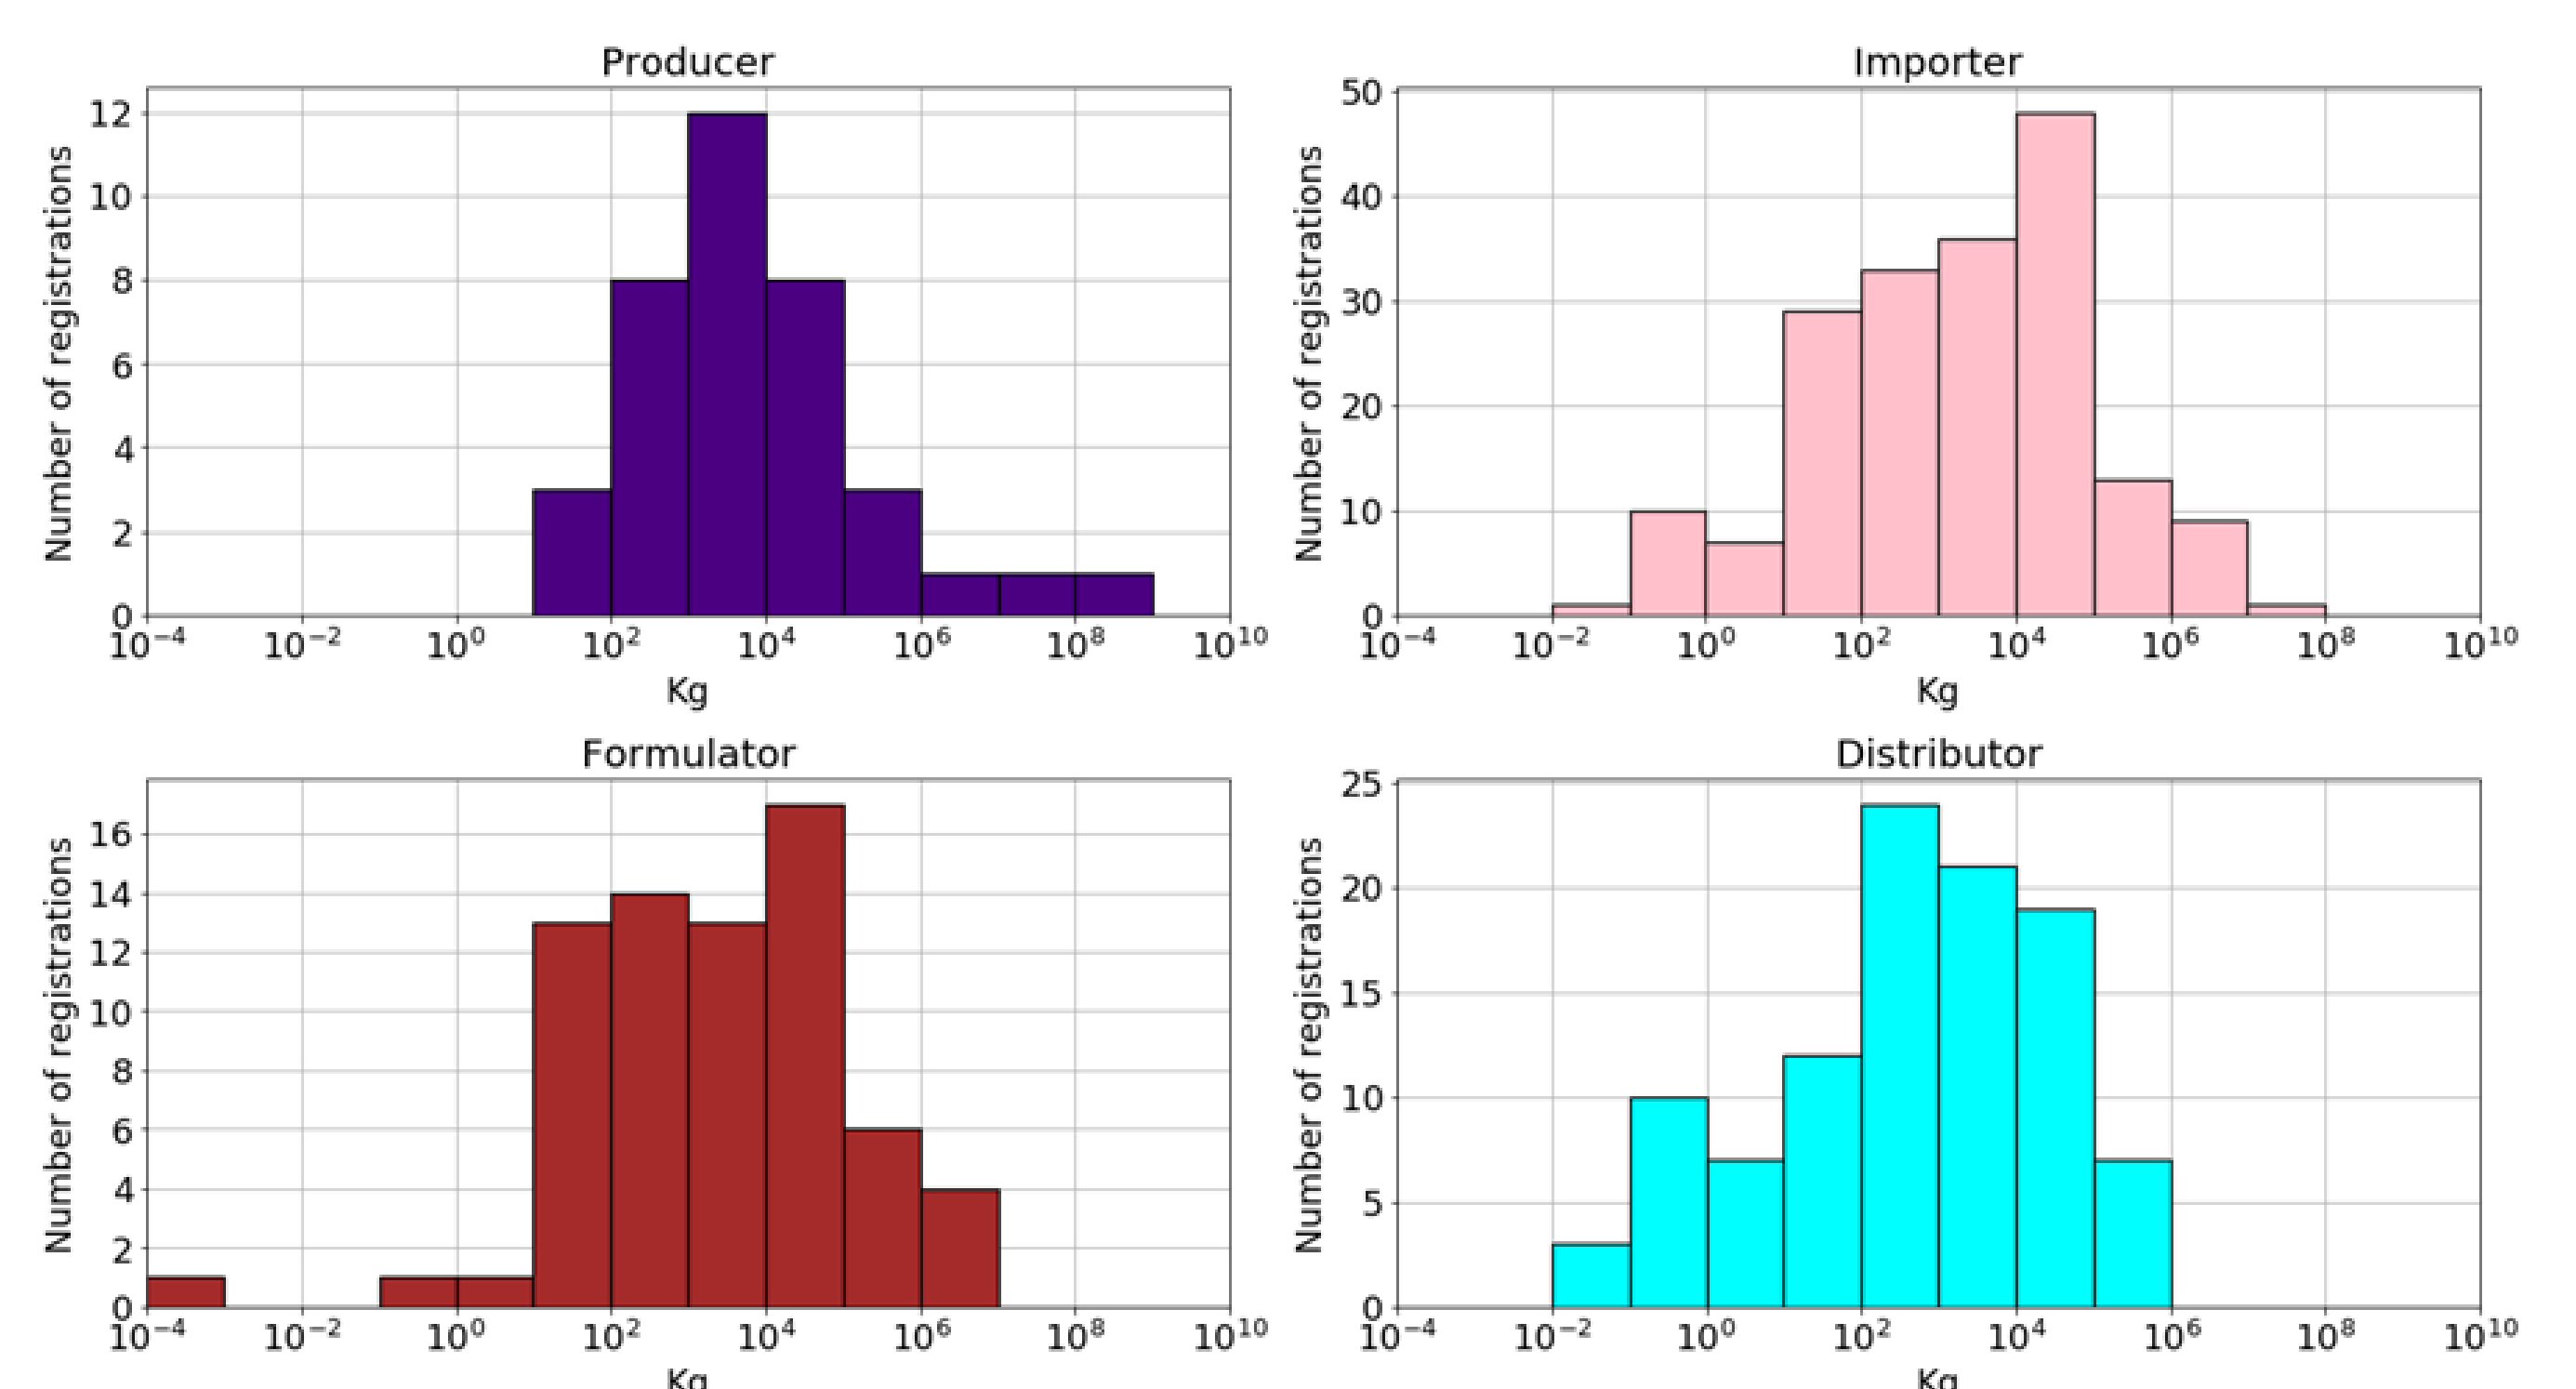 Producer
Number of registrations
12
10
8
6
4
2
0
10⁻⁴ 10⁻² 10⁰ 10² 10⁴ 10⁶ 10⁸ 10¹⁰
Kg
Importer
Number of registrations
50
40
30
20
10
0
10⁻⁴ 10⁻² 10⁰ 10² 10⁴ 10⁶ 10⁸ 10¹⁰
Kg
Formulator
Number of registrations
16
14
12
10
8
6
4
2
0
10⁻⁴ 10⁻² 10⁰ 10² 10⁴ 10⁶ 10⁸ 10¹⁰
Kg
Distributor
Number of registrations
25
20
15
10
5
0
10⁻⁴ 10⁻² 10⁰ 10² 10⁴ 10⁶ 10⁸ 10¹⁰
Kg